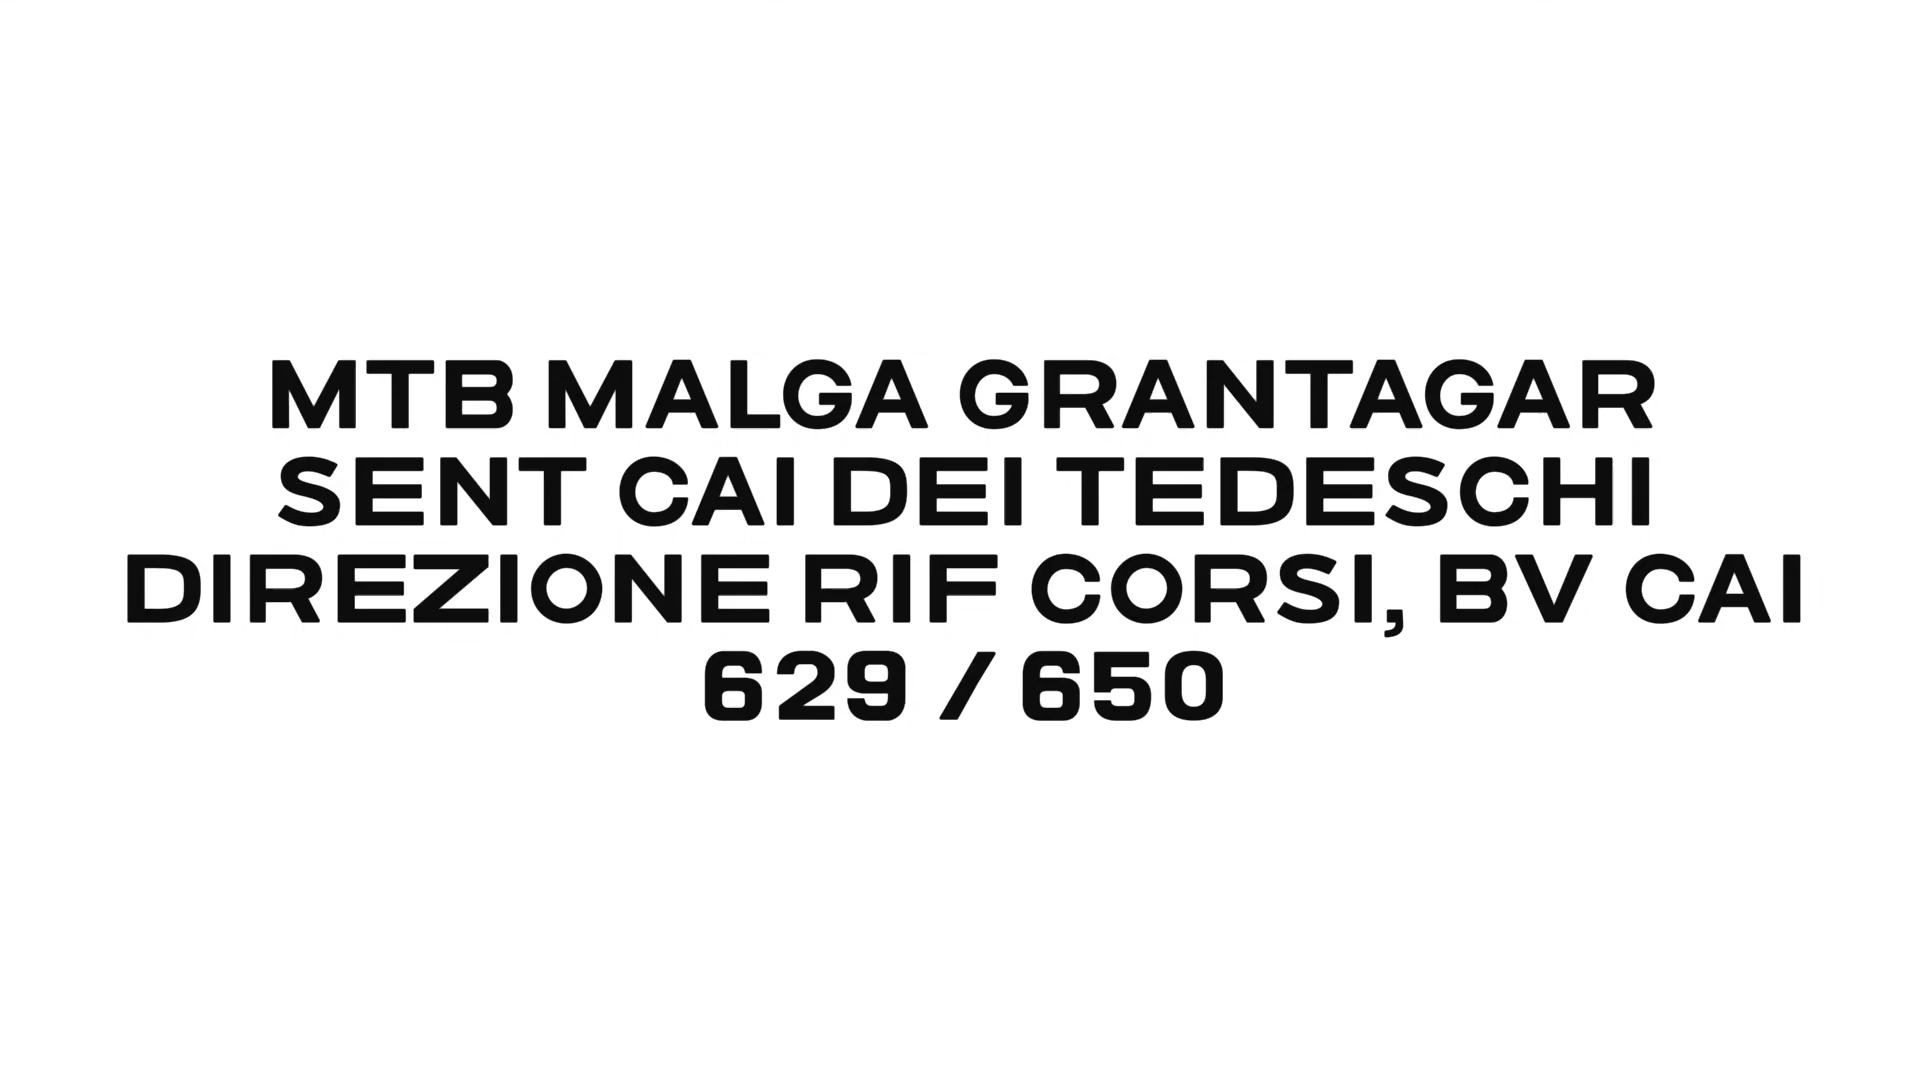 MTB MALGA GRANTAGAR
SENT CAI DEI TEDESCHI
DIREZIONE RIF CORSI, BV CAI
629 / 650